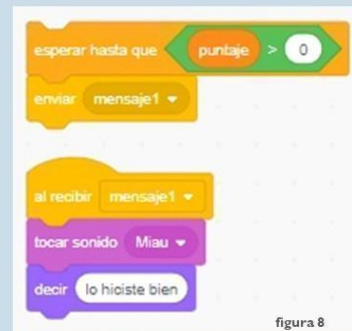 esperar hasta que puntaje > 0
enviar mensaje1
al recibir mensaje1
tocar sonido Miau
decir lo hiciste bien
figura 8